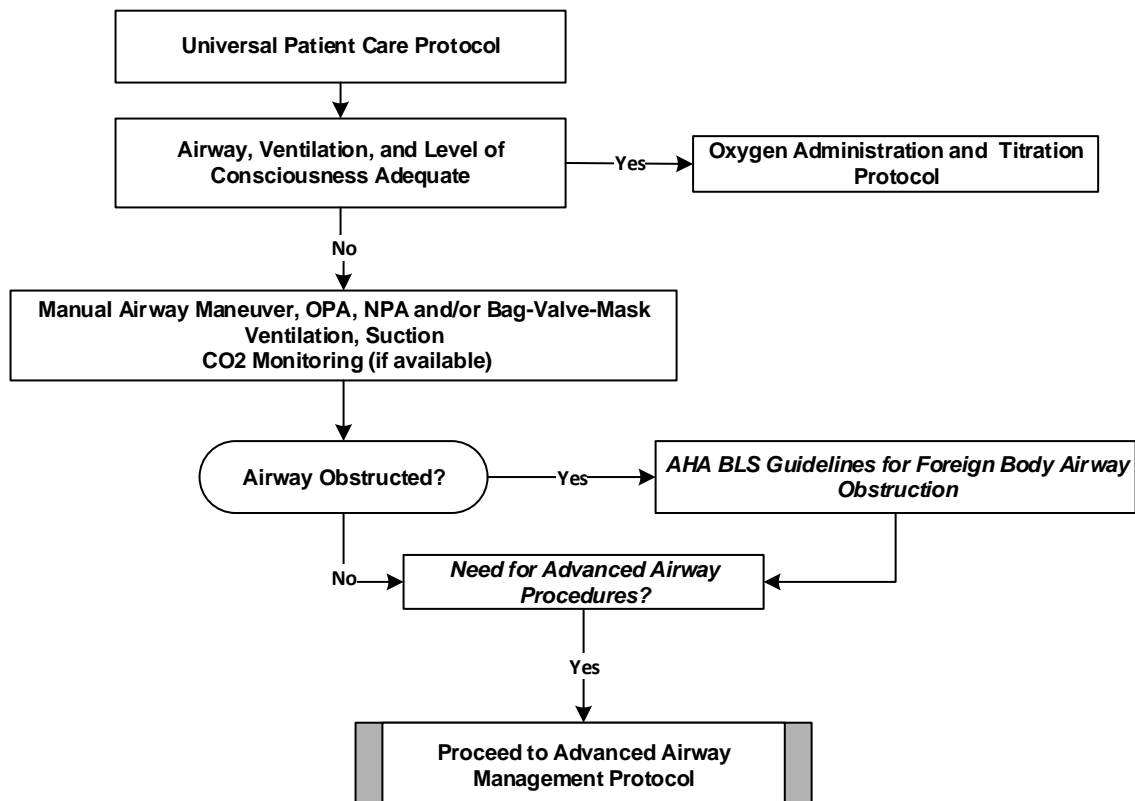 Universal Patient Care Protocol
Airway, Ventilation, and Level of
Consciousness Adequate
Yes
Oxygen Administration and Titration
Protocol
No
Manual Airway Maneuver, OPA, NPA and/or Bag-Valve-Mask
Ventilation, Suction
CO2 Monitoring (if available)
Airway Obstructed?
Yes
AHA BLS Guidelines for Foreign Body Airway
Obstruction
No
Need for Advanced Airway
Procedures?
Yes
Proceed to Advanced Airway
Management Protocol